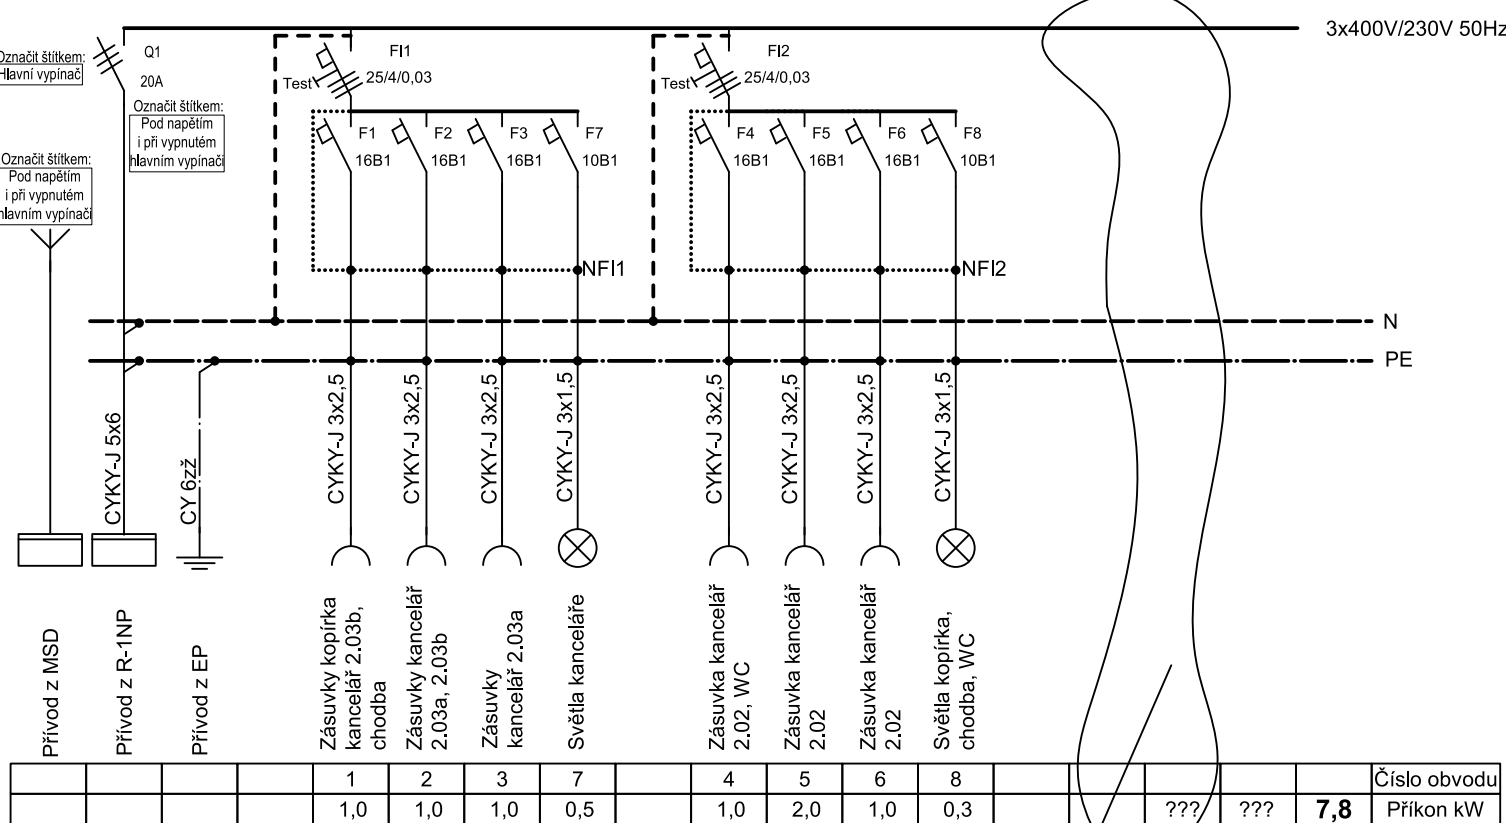 3x400V/230V 50Hz
Označit štítkem:
Hlavní vypínač
Q1
20A
Označit štítkem:
Pod napětím
i při vypnutém
hlavním vypínači
Označit štítkem:
Pod napětím
i při vypnutém
hlavním vypínači
FI1
25/4/0,03
Test
F1
16B1
F2
16B1
F3
16B1
F7
10B1
NFI1
FI2
25/4/0,03
Test
F4
16B1
F5
16B1
F6
16B1
F8
10B1
NFI2
N
PE
CYKY-J 5x6
CY 6zž
CYKY-J 3x2,5
CYKY-J 3x2,5
CYKY-J 3x2,5
CYKY-J 3x1,5
CYKY-J 3x2,5
CYKY-J 3x2,5
CYKY-J 3x2,5
CYKY-J 3x1,5
Přívod z MSD
Přívod z R-1NP
Přívod z EP
Zásuvky kopírka
kancelář 2.03b,
chodba
Zásuvky kancelář
2.03a, 2.03b
Zásuvky
kancelář 2.03a
Světla kanceláře
Zásuvka kancelář
2.02, WC
Zásuvka kancelář
2.02
Zásuvka kancelář
2.02
Světla kopírka,
chodba, WC
1 2 3 7 4 5 6 8 Číslo obvodu
1,0 1,0 1,0 0,5 1,0 2,0 1,0 0,3 ??? ??? 7,8 Příkon kW